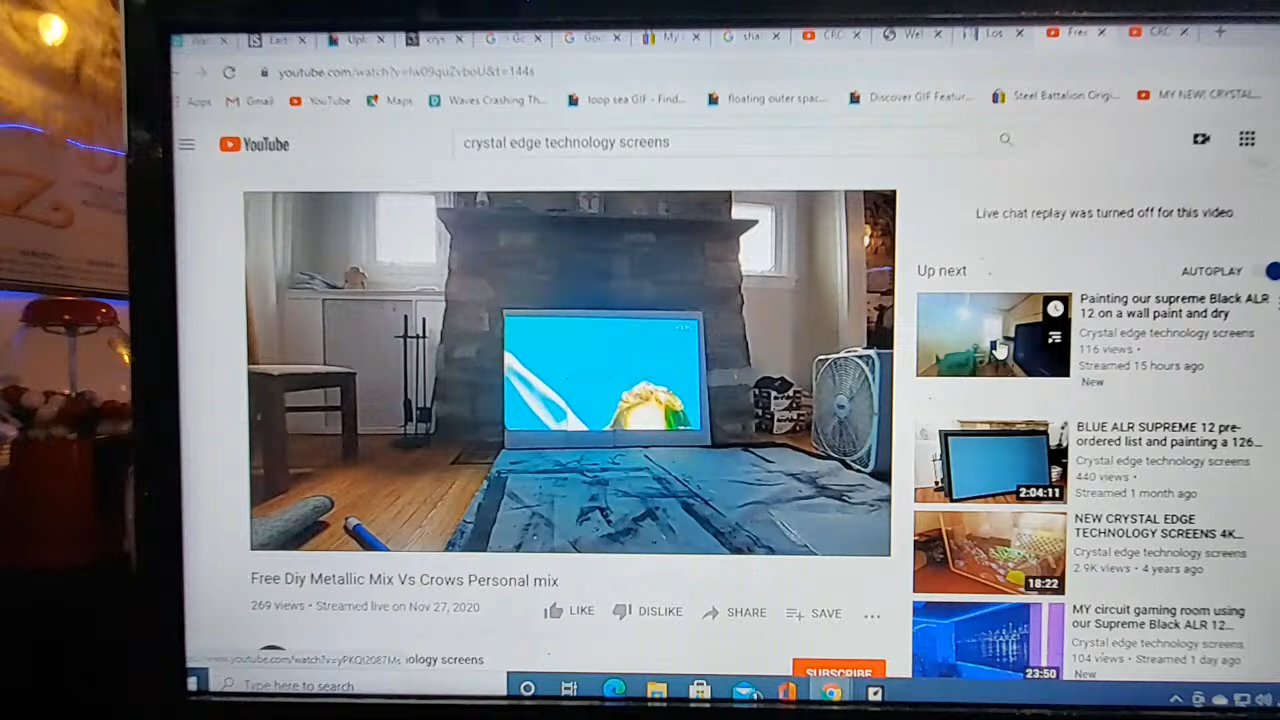 youtube.com/watch?v=
Apps Gmail YouTube Maps Waves Crashing Th... loop sea GIF - Find... floating outer spac... Discover GIF Featur... Steel Battalion Origi... MY NEW! CRYSTAL...
YouTube
crystal edge technology screens
Live chat replay was turned off for this video.
Up next
AUTOPLAY
Painting our supreme Black ALR
12 on a wall paint and dry
Crystal edge technology screens
116 views •
Streamed 15 hours ago
New
BLUE ALR SUPREME 12 pre-
ordered list and painting a 126...
Crystal edge technology screens
440 views •
Streamed 1 month ago
2:04:11
NEW CRYSTAL EDGE
TECHNOLOGY SCREENS 4K...
Crystal edge technology screens
2.9K views • 4 years ago
18:22
MY circuit gaming room using
our Supreme Black ALR 12...
Crystal edge technology screens
104 views • Streamed 1 day ago
New
23:50
Free Diy Metallic Mix Vs Crows Personal mix
269 views • Streamed live on Nov 27, 2020
LIKE DISLIKE SHARE SAVE
ology screens
SUBSCRIBE
Type here to search